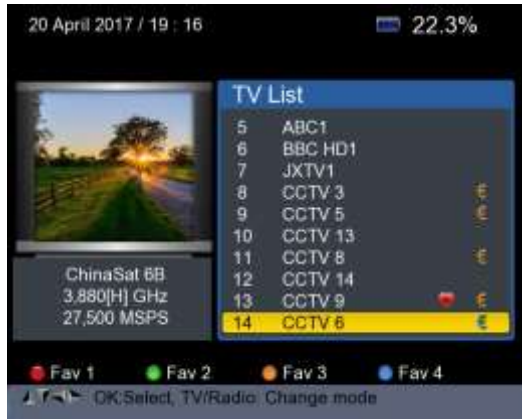 20 April 2017 / 19 : 16
22.3%
TV List
5 ABC1
6 BBC HD1
7 JXTV1
8 CCTV 3 €
9 CCTV 5 €
10 CCTV 13
11 CCTV 8 €
12 CCTV 14
13 CCTV 9 €
14 CCTV 6 €
ChinaSat 6B
3,880[H] GHz
27,500 MSPS
Fav 1 Fav 2 Fav 3 Fav 4
OK:Select, TV/Radio: Change mode